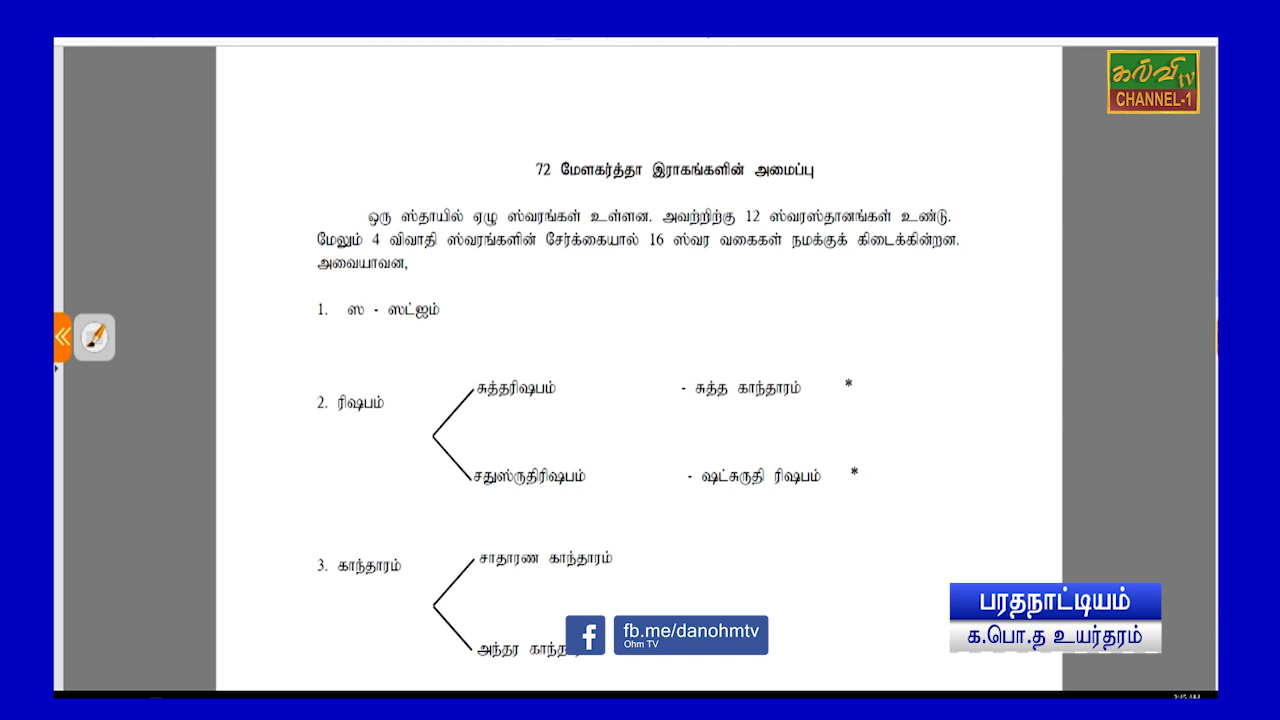 கல்வி tv
CHANNEL-1
72 மேளகர்த்தா இராகங்களின் அமைப்பு
ஒரு ஸ்தாயில் ஏழு ஸ்வரங்கள் உள்ளன. அவற்றிற்கு 12 ஸ்வரஸ்தானங்கள் உண்டு.
மேலும் 4 விவாதி ஸ்வரங்களின் சேர்க்கையால் 16 ஸ்வர வகைகள் நமக்குக் கிடைக்கின்றன.
அவையாவன,
1. ஸ - ஸட்ஜம்
சுத்தரிஷபம் - சுத்த காந்தாரம் *
2. ரிஷபம்
சதுஸ்ருதிரிஷபம் - ஷட்சுருதி ரிஷபம் *
சாதாரண காந்தாரம்
3. காந்தாரம்
அந்தர
fb.me/danohmtv
Ohm TV
பரதநாட்டியம்
க.பொ.த உயர்தரம்